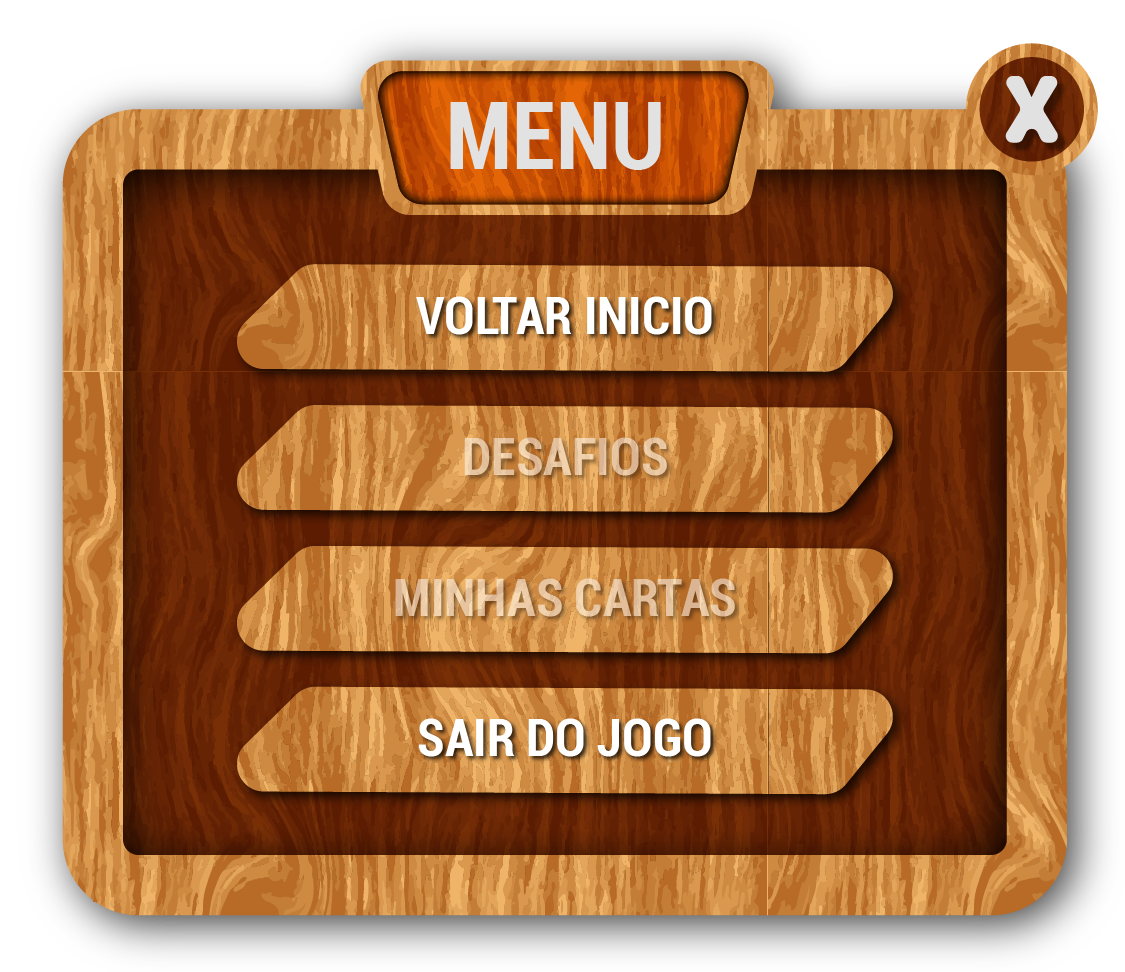 MENU
X
VOLTAR INICIO
DESAFIOS
MINHAS CARTAS
SAIR DO JOGO